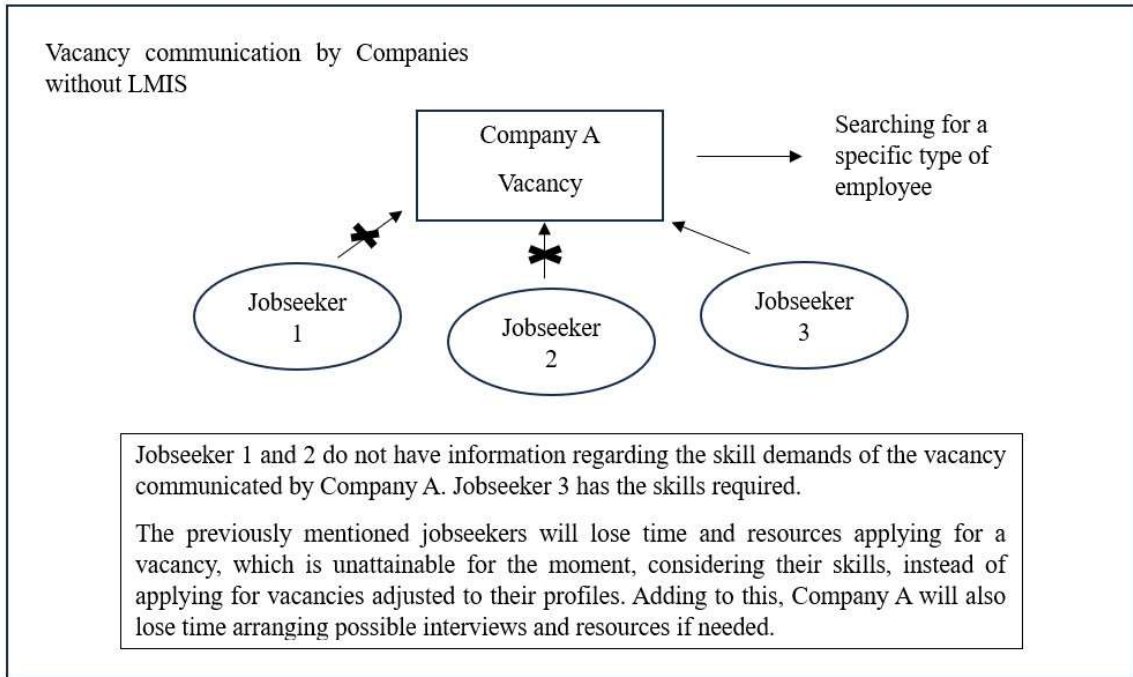 Vacancy communication by Companies
without LMIS
Company A
Vacancy
Searching for a
specific type of
employee
Jobseeker
1
Jobseeker
2
Jobseeker
3
Jobseeker 1 and 2 do not have information regarding the skill demands of the vacancy
communicated by Company A. Jobseeker 3 has the skills required.
The previously mentioned jobseekers will lose time and resources applying for a
vacancy, which is unattainable for the moment, considering their skills, instead of
applying for vacancies adjusted to their profiles. Adding to this, Company A will also
lose time arranging possible interviews and resources if needed.